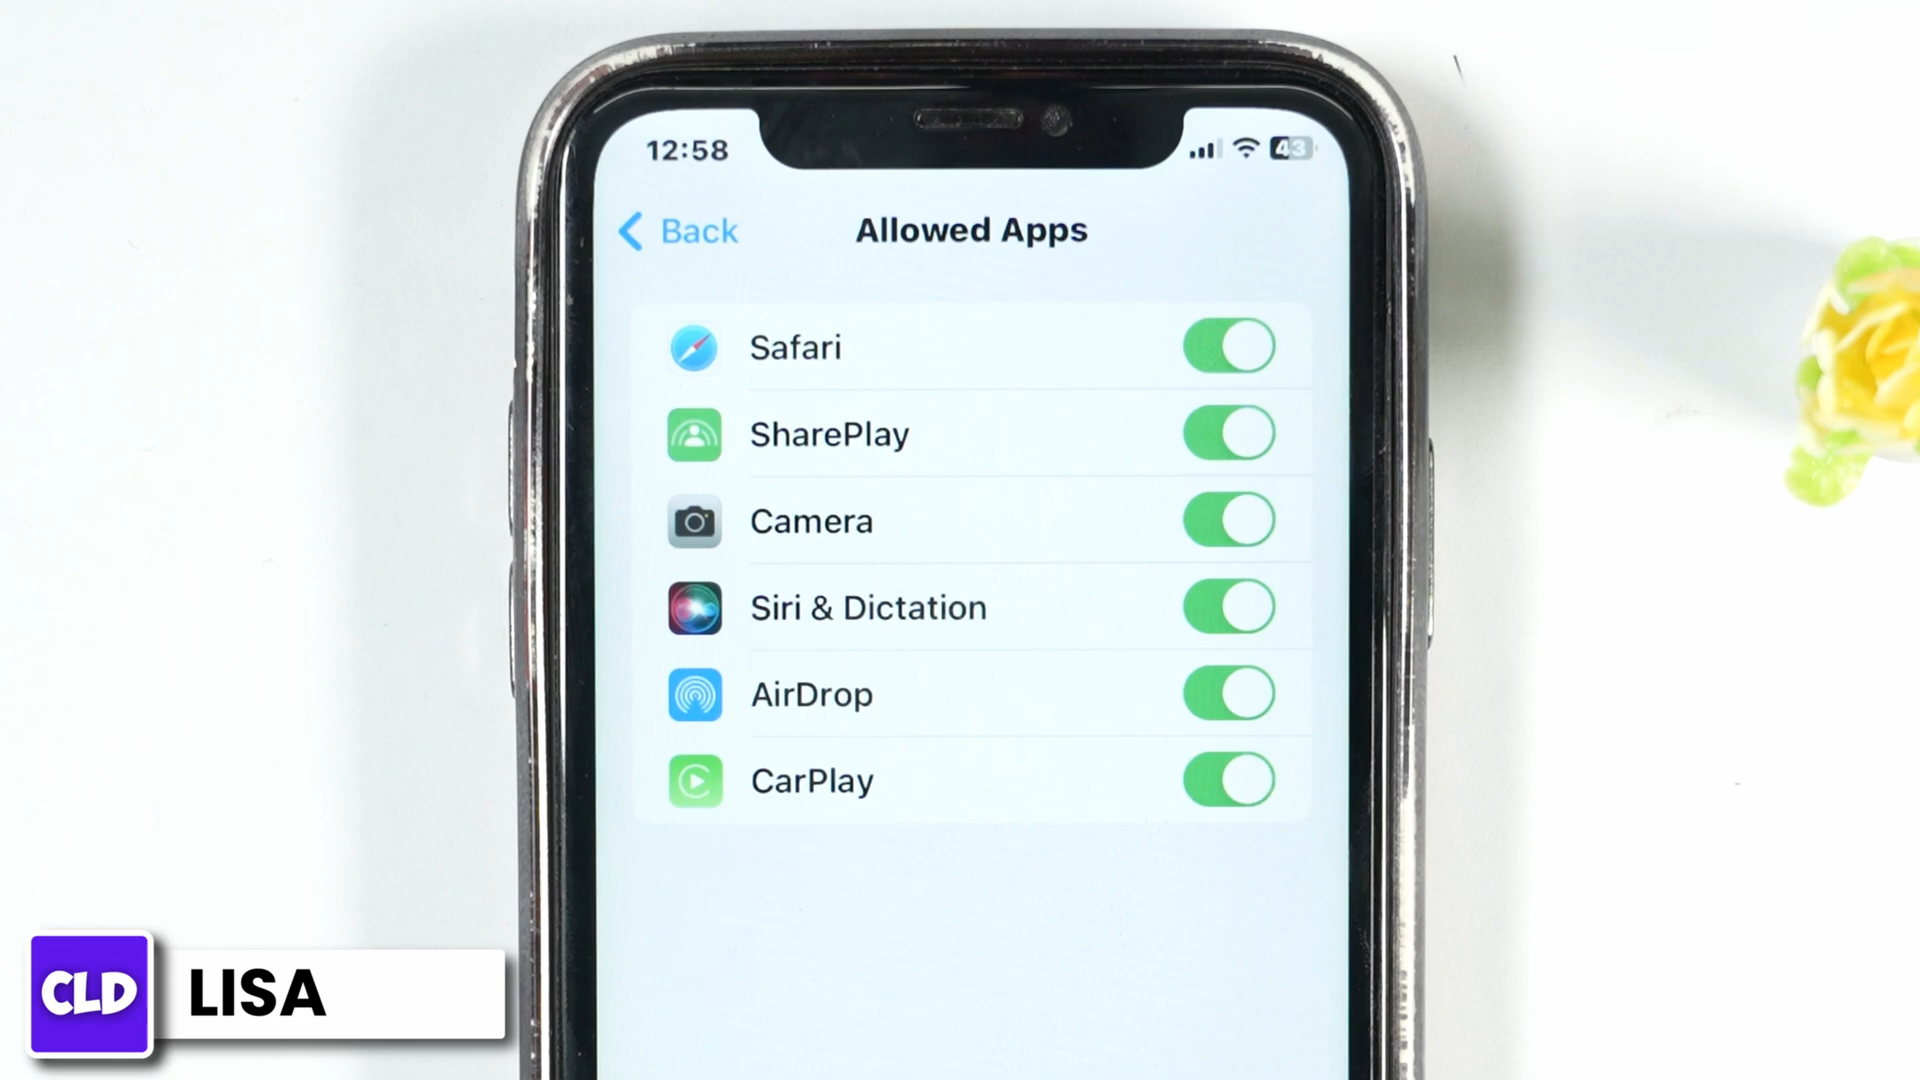 12:58
43
Back
Allowed Apps
Safari
SharePlay
Camera
Siri & Dictation
AirDrop
CarPlay
CLD
LISA